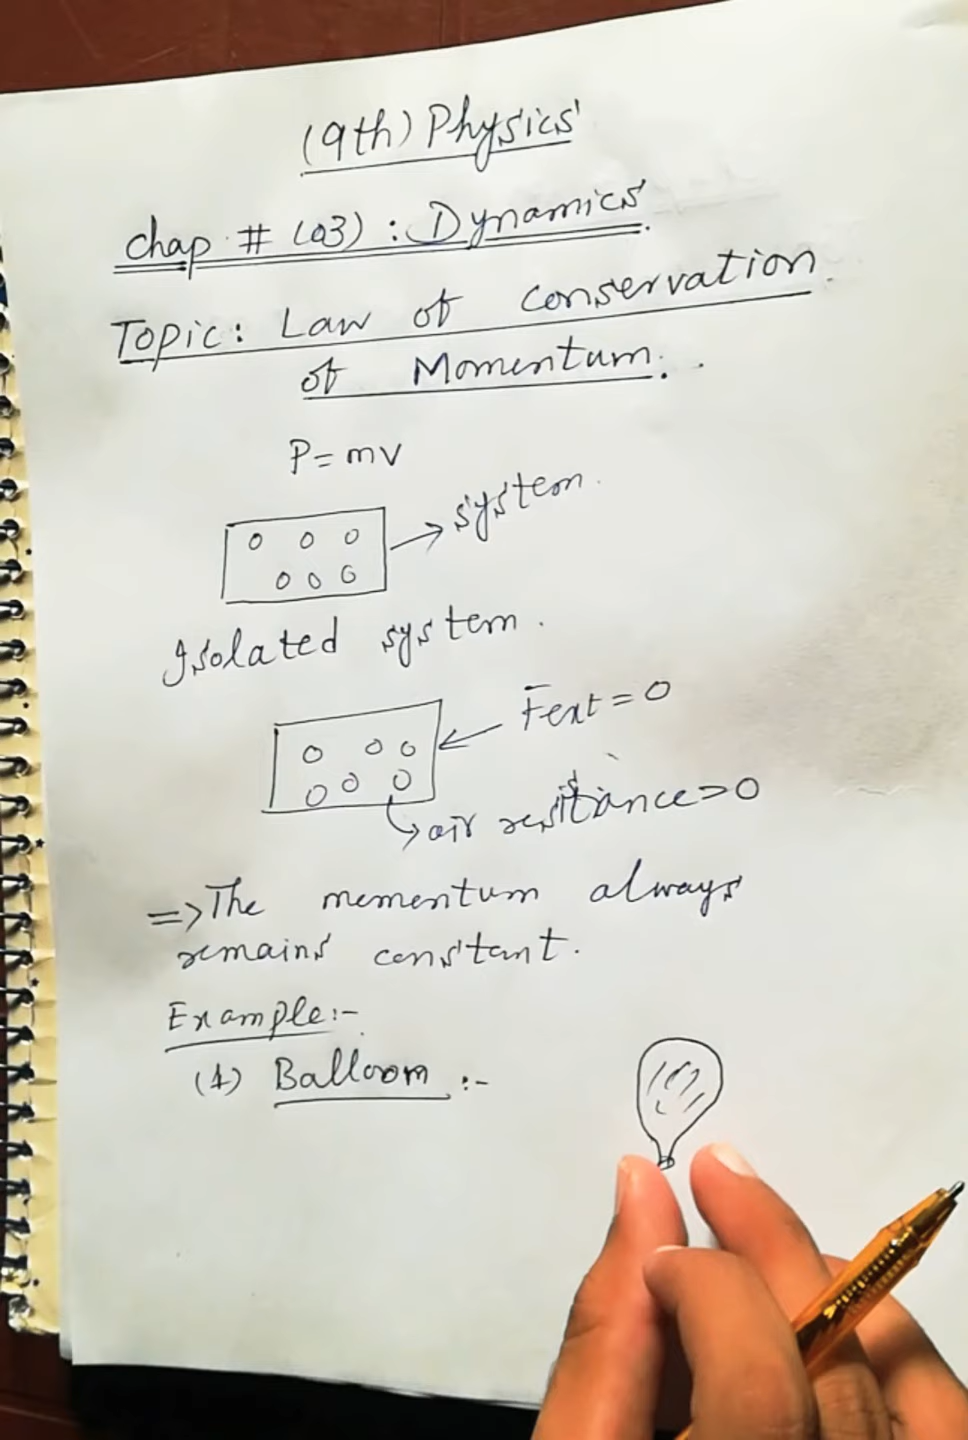 (9th) Physics
chap # (03) : Dynamics.
Topic: Law of conservation
of Momentum.
P = mv
system.
Isolated system.
Fext = 0
air resistance = 0
=> The momentum always
remains constant.
Example:-
(1) Balloon :-